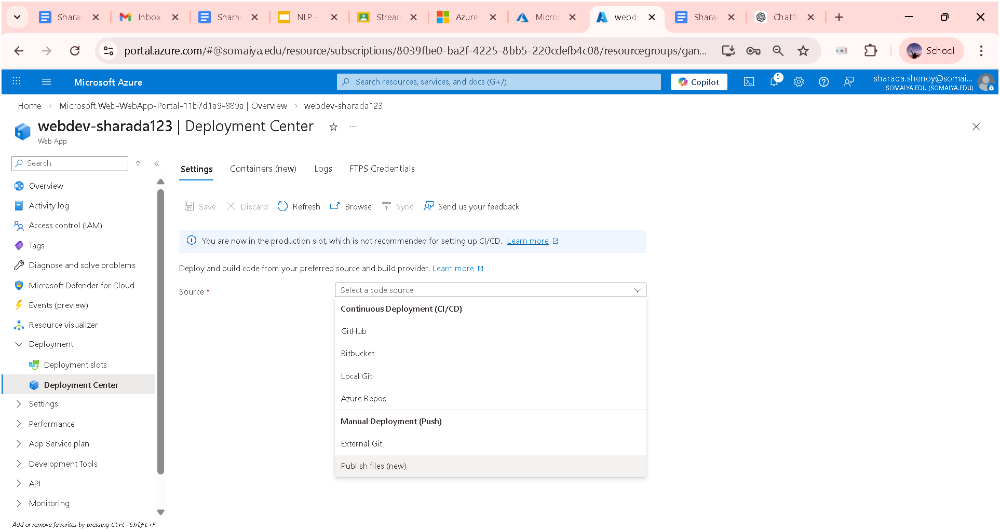 Shara
Inbox
Shara
NLP -
Strear
Azure
Micros
webde
Shara
ChatG
portal.azure.com/#@somaiya.edu/resource/subscriptions/8039fbe0-ba2f-4225-8bb5-220cdefb4c08/resourcegroups/gan...
School
Microsoft Azure
Search resources, services, and docs (G+/)
Copilot
5
sharada.shenoy@somai...
SOMAIYA.EDU (SOMAIYA.EDU)
Home > Microsoft.Web-WebApp-Portal-11b7d1a9-889a | Overview > webdev-sharada123
webdev-sharada123 | Deployment Center
Web App
Search
Overview
Activity log
Access control (IAM)
Tags
Diagnose and solve problems
Microsoft Defender for Cloud
Events (preview)
Resource visualizer
Deployment
Deployment slots
Deployment Center
Settings
Performance
App Service plan
Development Tools
API
Monitoring
Add or remove favorites by pressing Ctrl+Shift+F
Settings Containers (new) Logs FTPS Credentials
Save Discard Refresh Browse Sync Send us your feedback
You are now in the production slot, which is not recommended for setting up CI/CD. Learn more
Deploy and build code from your preferred source and build provider. Learn more
Source *
Select a code source
Continuous Deployment (CI/CD)
GitHub
Bitbucket
Local Git
Azure Repos
Manual Deployment (Push)
External Git
Publish files (new)